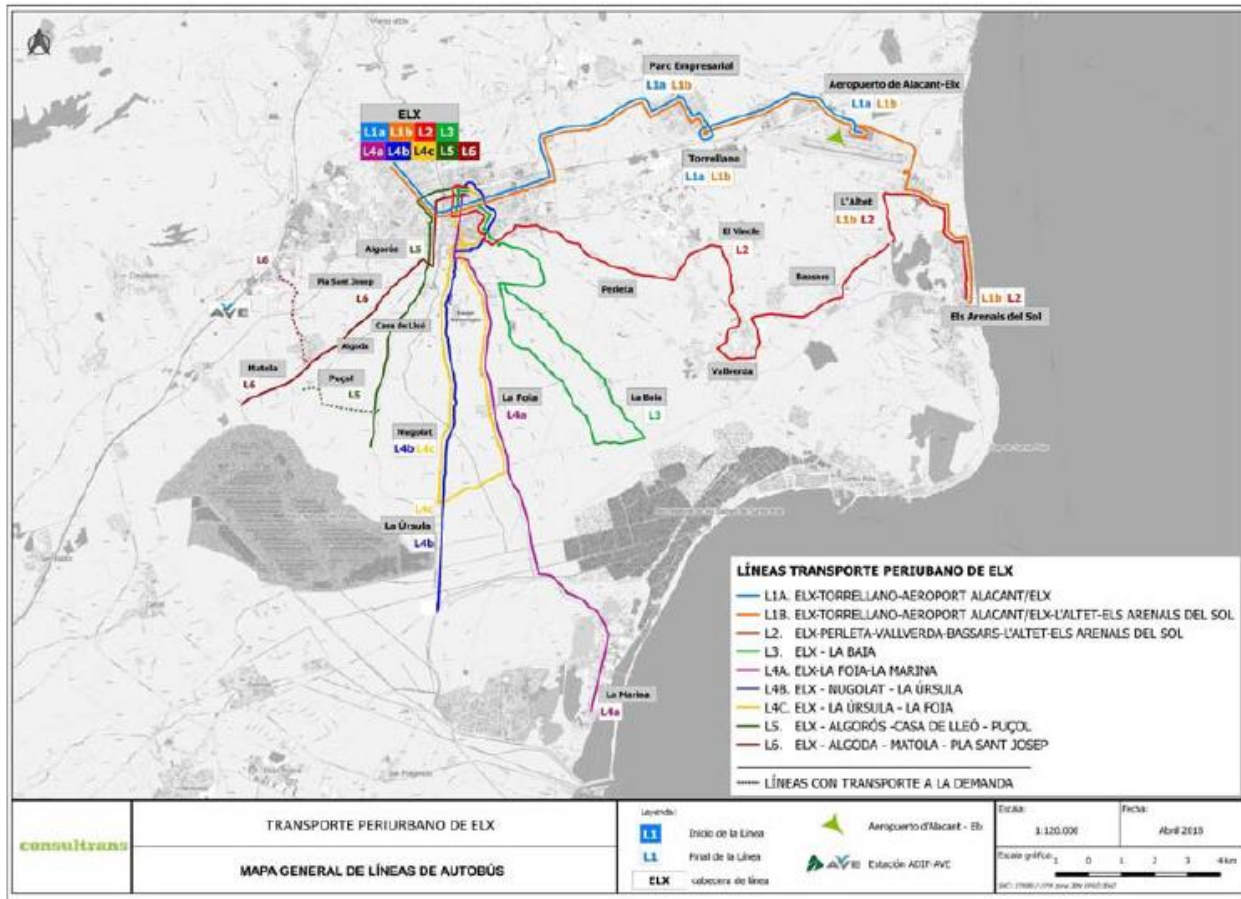 Parc Empresarial
L1a L1b
Aeropuerto de Alacant-Elx
L1a L1b
ELX
L1a L1b L2 L3
L4a L4b L4c L5 L6
Torrellano
L1a L1b
L'Altet
L1b L2
El Vincle
L2
Algorós L5
L6
Pla Sant Josep
L6
AVE
Perleta
Bassars
L1b L2
Els Arenals del Sol
Casa de Lleó
Algoda
Matola
L6
Puçol
L5
Vallverda
La Foia
L4a
La Baia
L3
Nugolat
L4b L4c
L4c
La Úrsula
L4b
La Marina
L4a
LÍNEAS TRANSPORTE PERIUBANO DE ELX
L1A. ELX-TORRELLANO-AEROPORT ALACANT/ELX
L1B. ELX-TORRELLANO-AEROPORT ALACANT/ELX-L'ALTET-ELS ARENALS DEL SOL
L2. ELX-PERLETA-VALLVERDA-BASSARS-L'ALTET-ELS ARENALS DEL SOL
L3. ELX - LA BAIA
L4A. ELX-LA FOIA-LA MARINA
L4B. ELX - NUGOLAT - LA ÚRSULA
L4C. ELX - LA ÚRSULA - LA FOIA
L5. ELX - ALGORÓS -CASA DE LLEÓ - PUÇOL
L6. ELX - ALGODA - MATOLA - PLA SANT JOSEP
LÍNEAS CON TRANSPORTE A LA DEMANDA
consultrans
TRANSPORTE PERIURBANO DE ELX
MAPA GENERAL DE LÍNEAS DE AUTOBÚS
Leyenda:
L1 Inicio de la Línea
L1 Final de la Línea
ELX Cabecera de línea
Aeropuerto d'Alacant - Elx
AVE Estación ADIF-AVE
Escala:
1:120.000
Fecha:
Abril 2018
Escala gráfica:
1 0 1 2 3 4 km